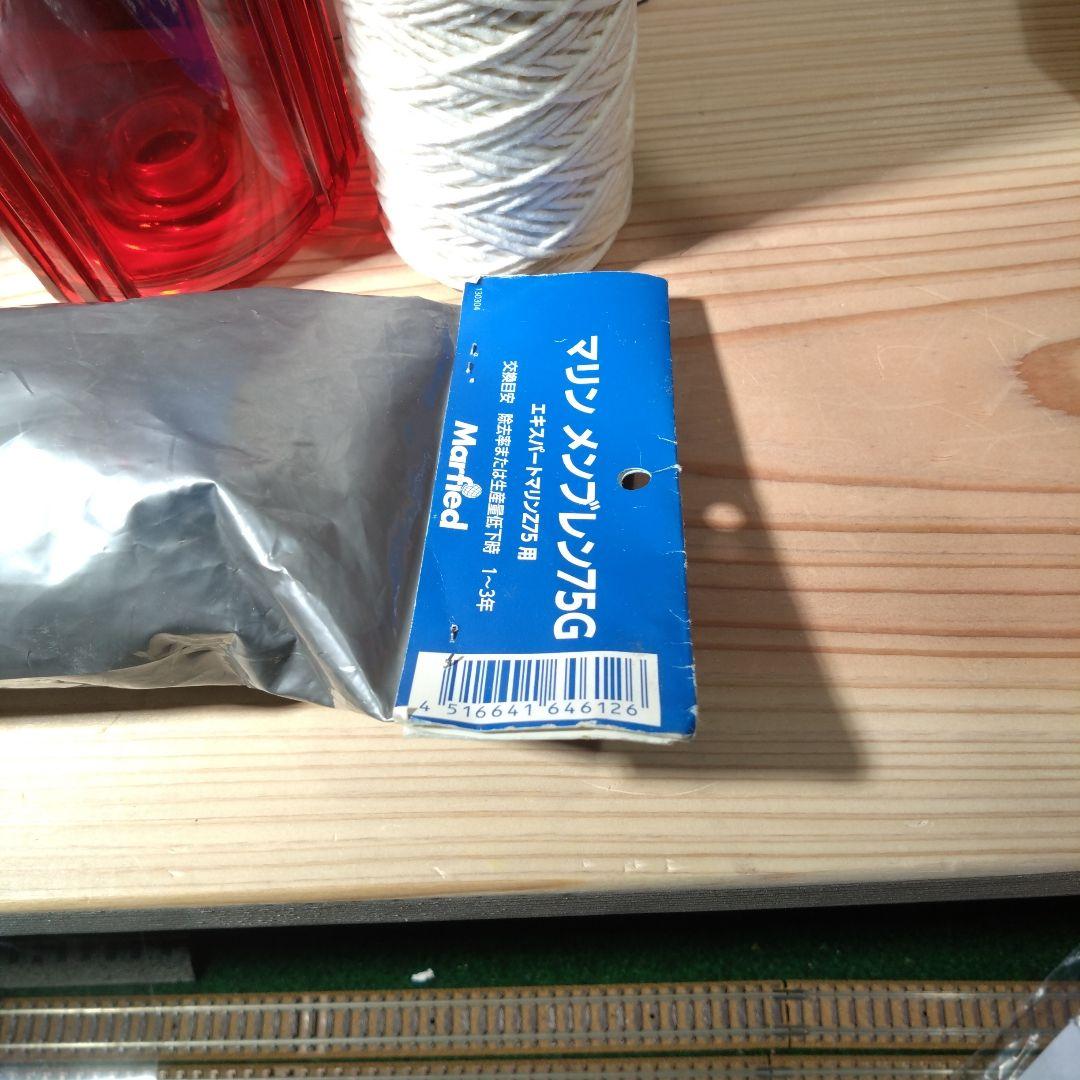 マリン メンブレン75G
エキスパートマリンZ75 用
交換目安 除去率または生産量低下時 1〜3年
Marfied
130304
4 516641 646126